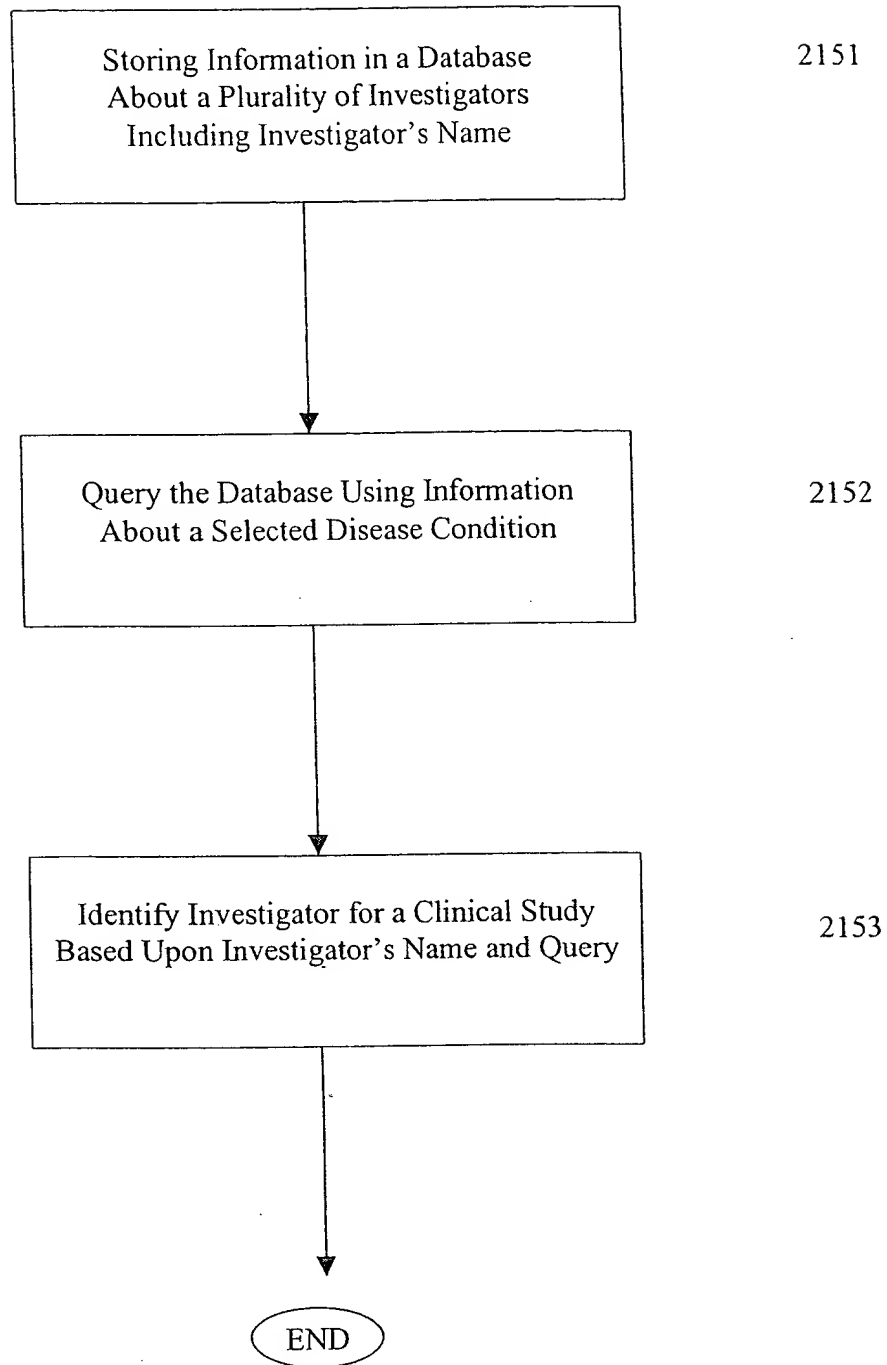 Storing Information in a Database
About a Plurality of Investigators
Including Investigator's Name
2151
Query the Database Using Information
About a Selected Disease Condition
2152
Identify Investigator for a Clinical Study
Based Upon Investigator's Name and Query
2153
END